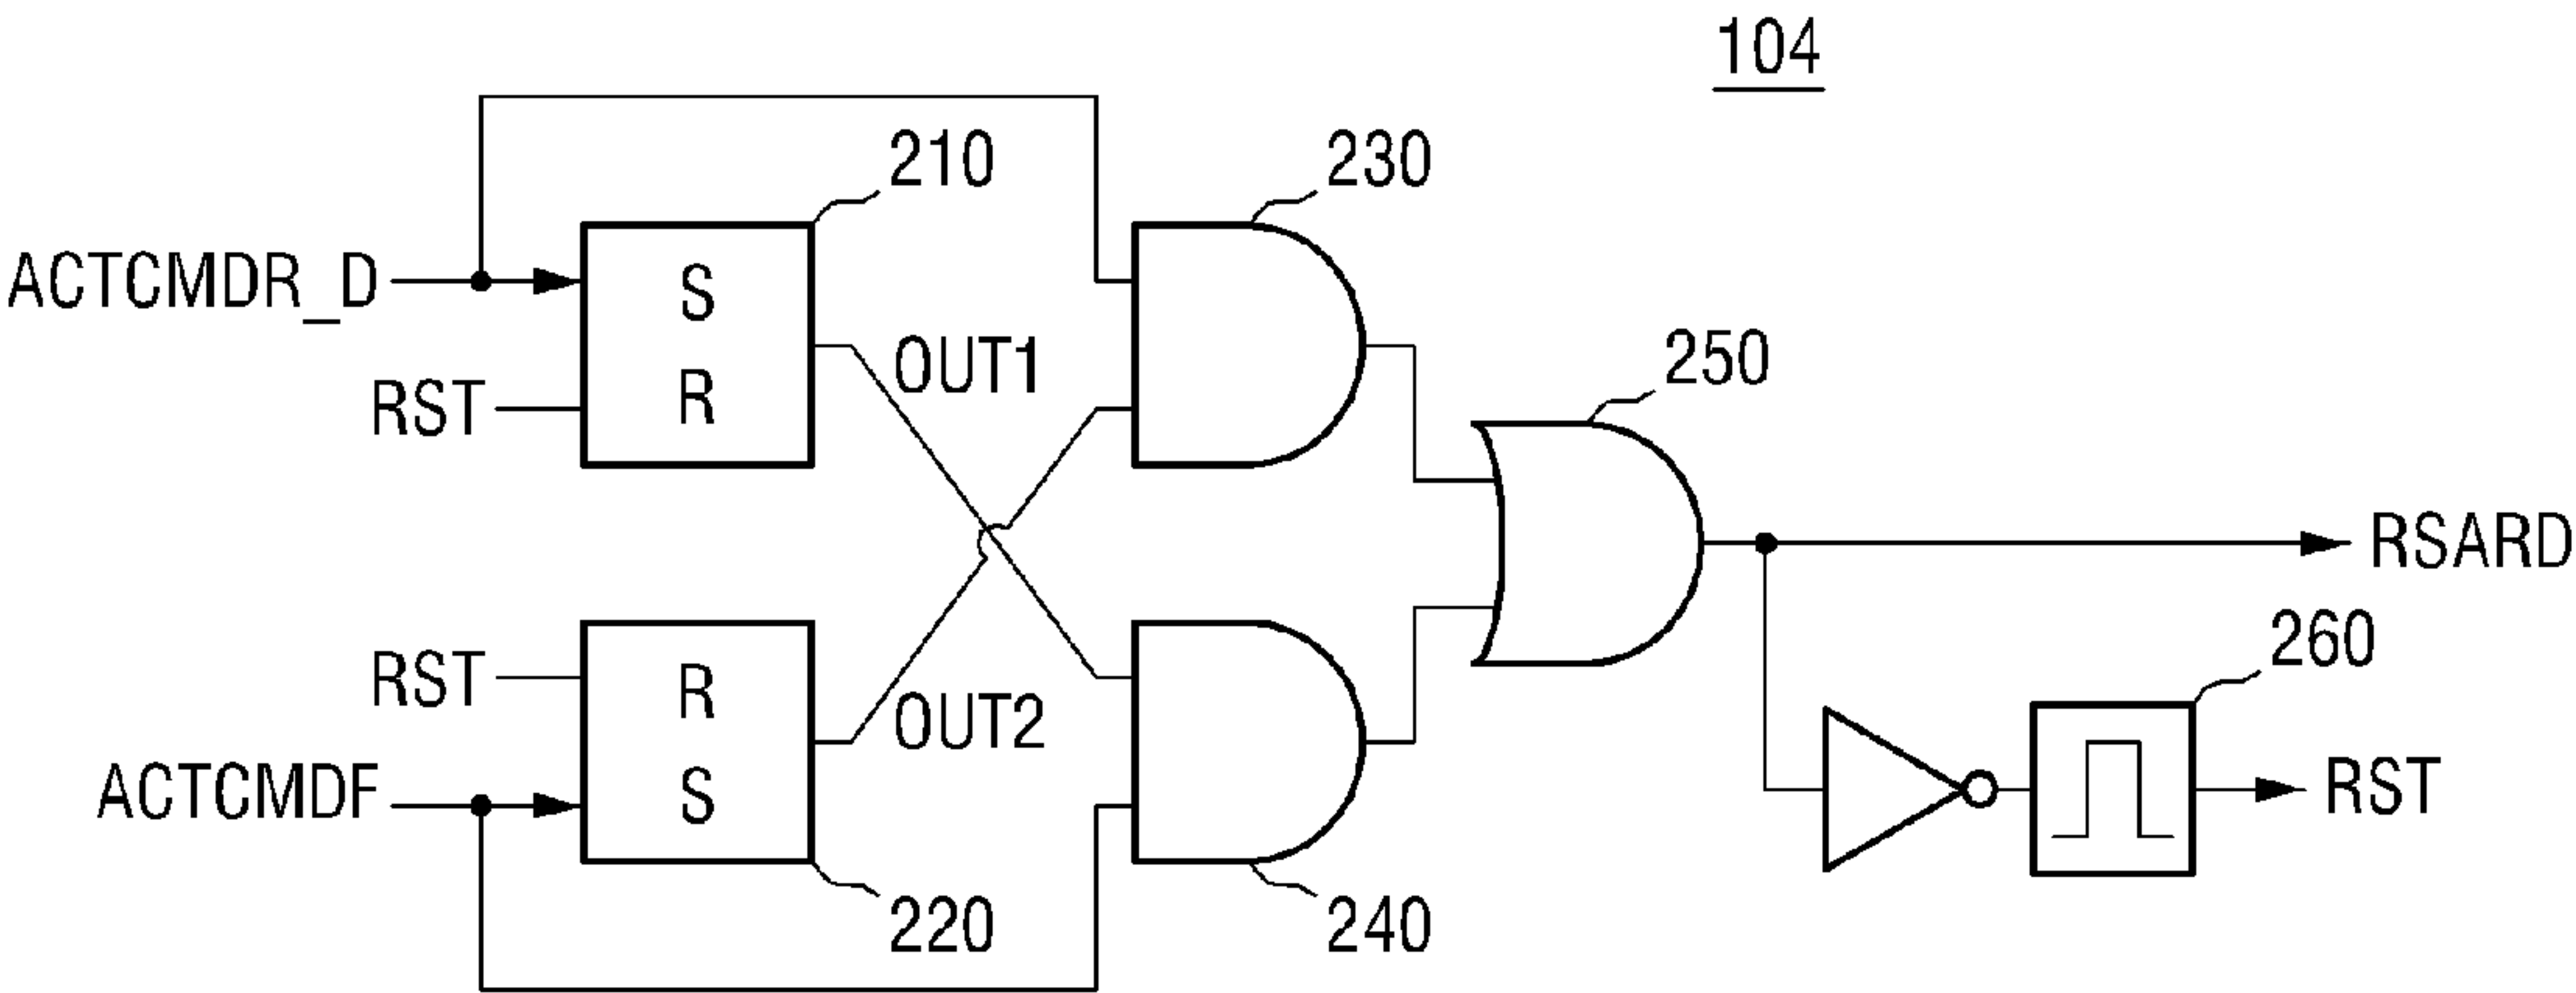 104
210
230
ACTCMDR_D
S
OUT1
250
RST
R
RSARD
260
RST
R
OUT2
ACTCMDF
S
RST
220
240